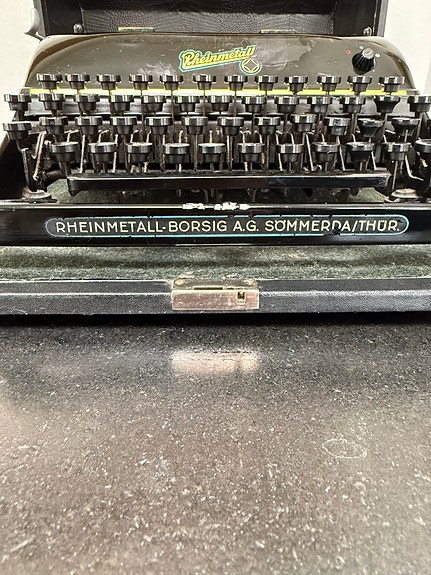 Rheinmetall
RHEINMETALL-BORSIG A.G. SÖMMERDA/THÜR.